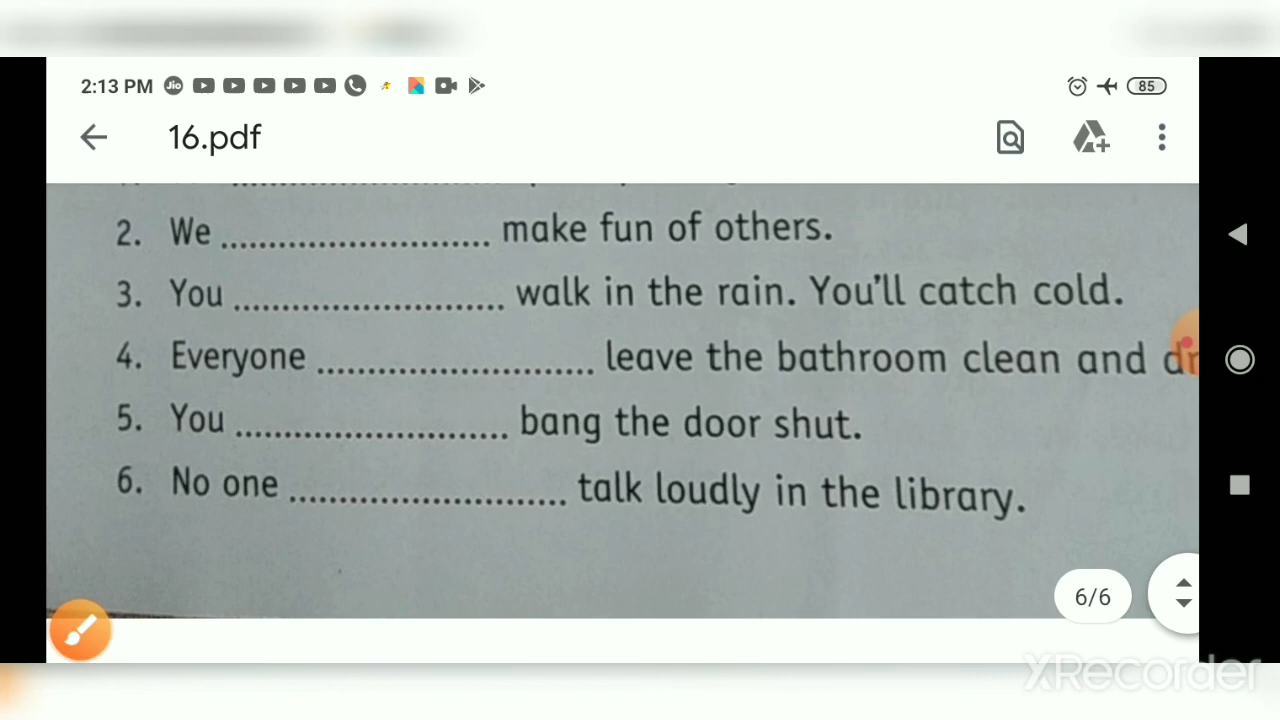 2:13 PM Jio 85
16.pdf
2. We ............................ make fun of others.
3. You ............................ walk in the rain. You'll catch cold.
4. Everyone ............................ leave the bathroom clean and dr
5. You ............................ bang the door shut.
6. No one ............................ talk loudly in the library.
6/6
XRecorder